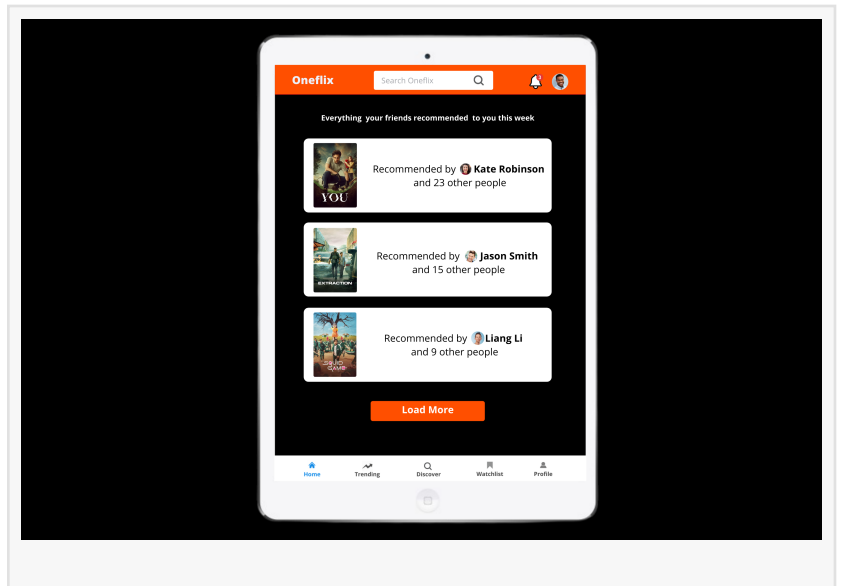 Oneflix
Search Oneflix
Everything your friends recommended to you this week
YOU
Recommended by Kate Robinson
and 23 other people
EXTRACTION
Recommended by Jason Smith
and 15 other people
SQUID
GAME
Recommended by Liang Li
and 9 other people
Load More
Home
Trending
Discover
Watchlist
Profile